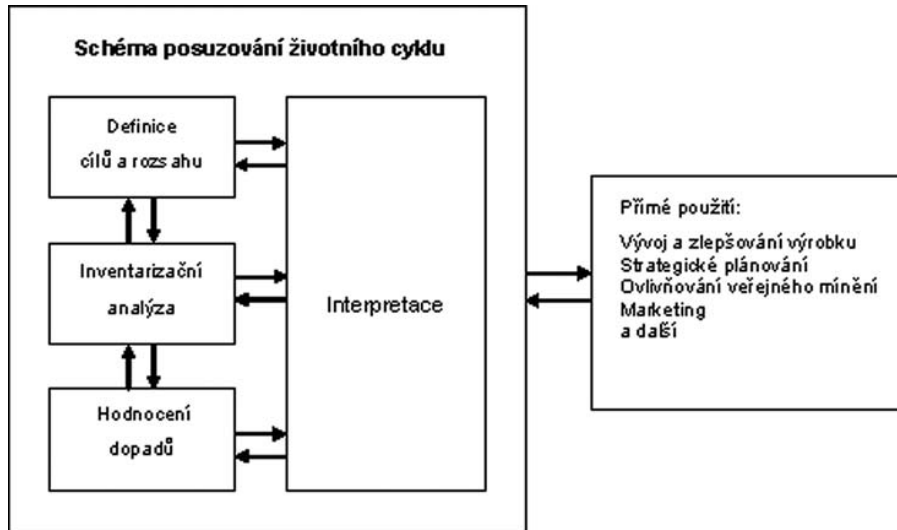 Schéma posuzování životního cyklu
Definice
cílů a rozsahu
Inventarizační
analýza
Hodnocení
dopadů
Interpretace
Přímé použití:
Vývoj a zlepšování výrobku
Strategické plánování
Ovlivňování veřejného mínění
Marketing
a další